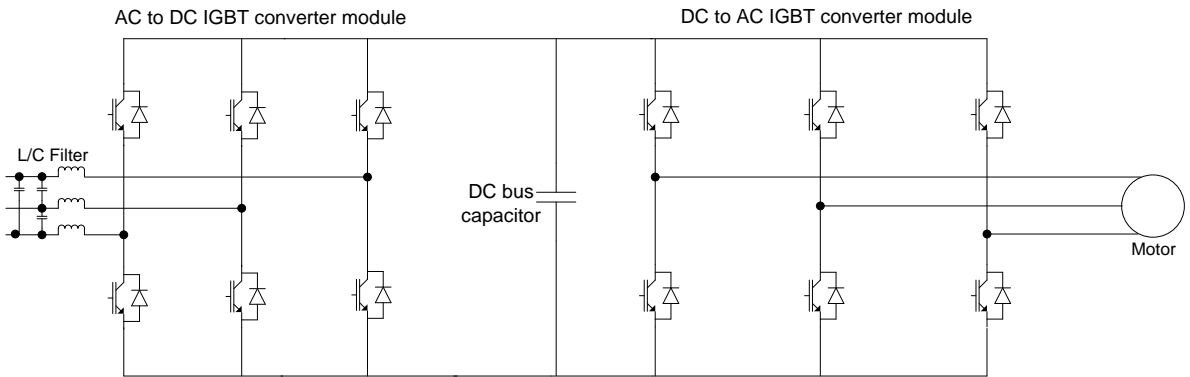 AC to DC IGBT converter module
DC to AC IGBT converter module
L/C Filter
DC bus
capacitor
Motor